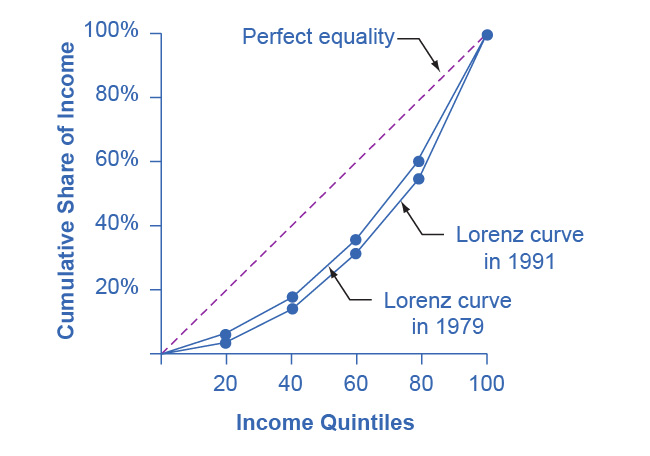 100%
Perfect equality
80%
60%
40%
20%
Cumulative Share of Income
Lorenz curve
in 1991
Lorenz curve
in 1979
20 40 60 80 100
Income Quintiles